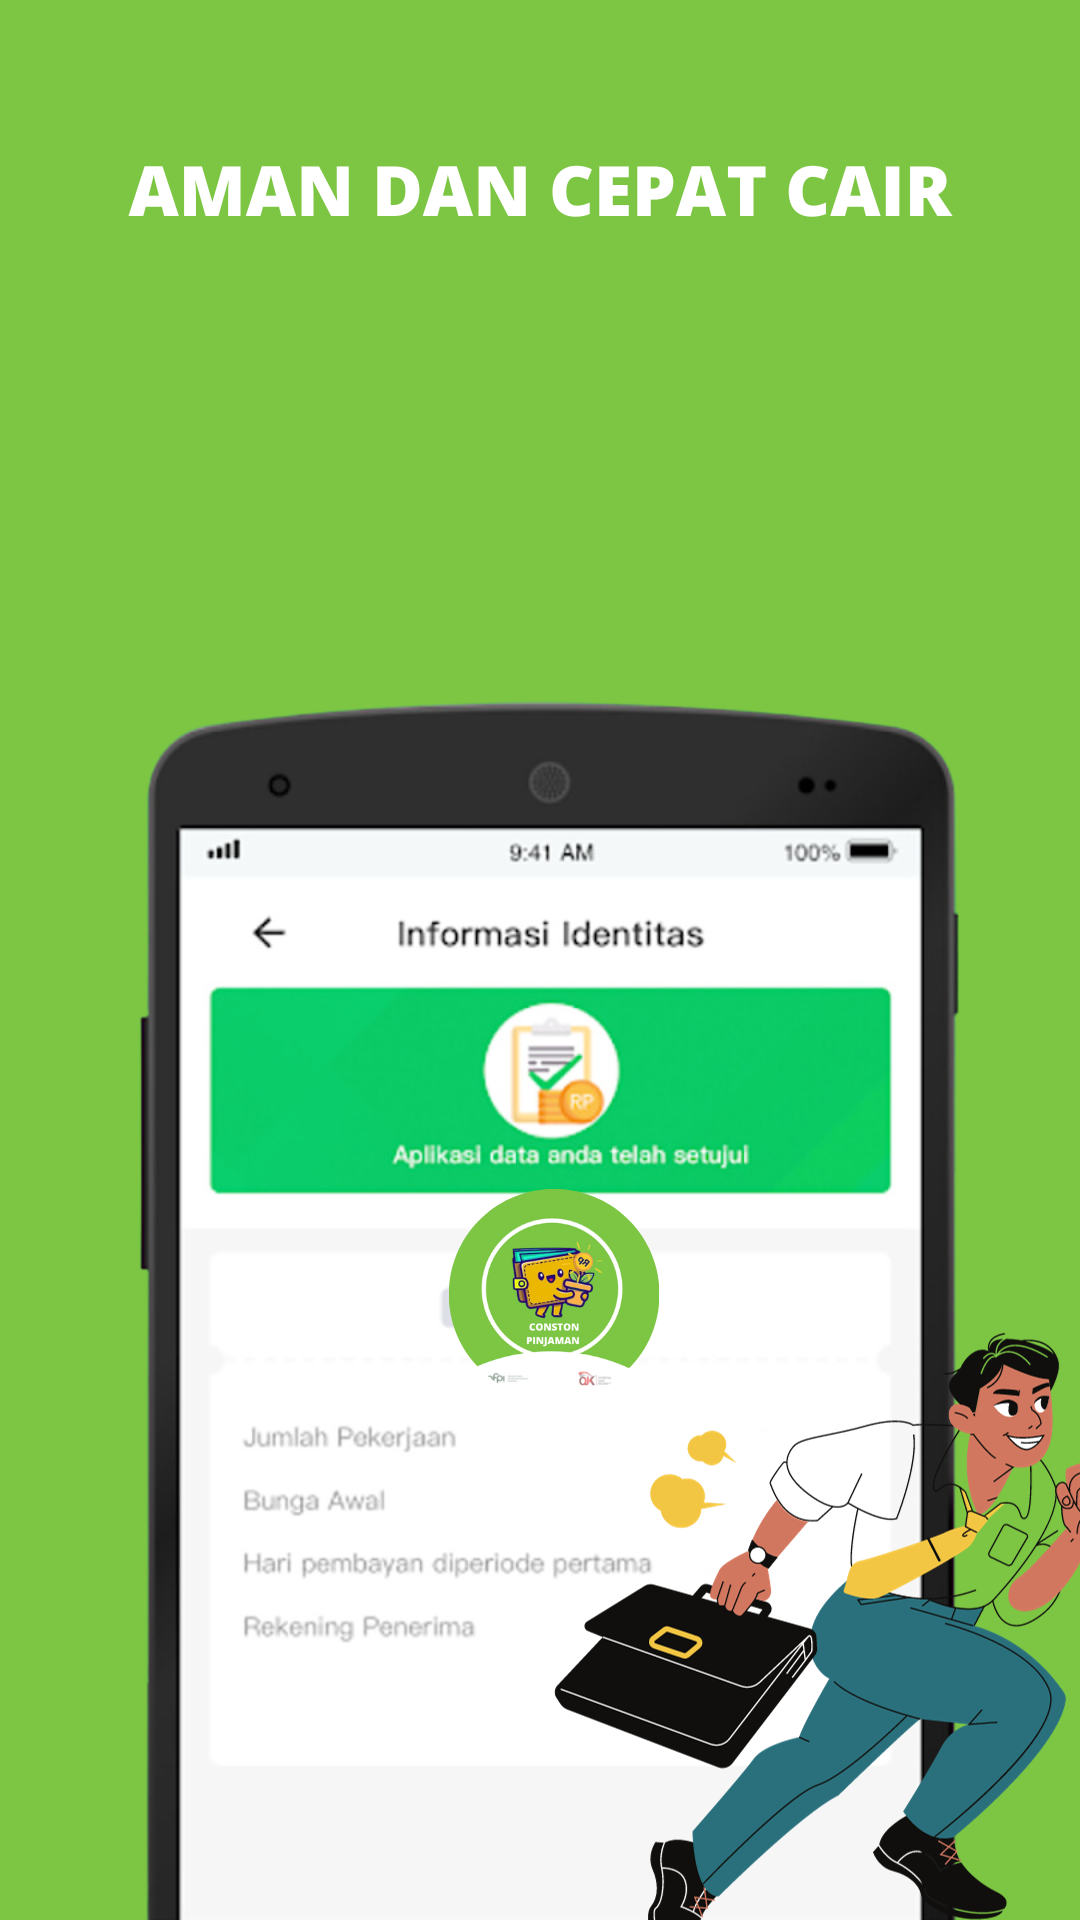 AMAN DAN CEPAT CAIR
9:41 AM
100%
Informasi Identitas
RP
Aplikasi data anda telah setujui
CONSTON
PINJAMAN
Jumlah Pekerjaan
Bunga Awal
Hari pembayan diperiode pertama
Rekening Penerima